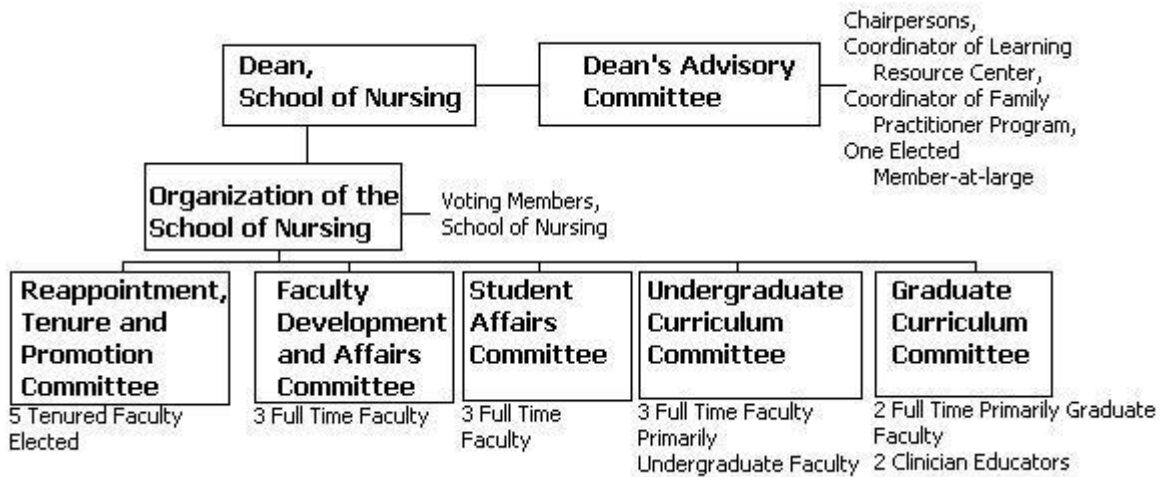 Dean,
School of Nursing
Dean's Advisory
Committee
Chairpersons,
Coordinator of Learning
Resource Center,
Coordinator of Family
Practitioner Program,
One Elected
Member-at-large
Organization of the
School of Nursing
Voting Members,
School of Nursing
Reappointment,
Tenure and
Promotion
Committee
5 Tenured Faculty
Elected
Faculty
Development
and Affairs
Committee
3 Full Time Faculty
Student
Affairs
Committee
3 Full Time
Faculty
Undergraduate
Curriculum
Committee
3 Full Time Faculty
Primarily
Undergraduate Faculty
Graduate
Curriculum
Committee
2 Full Time Primarily Graduate
Faculty
2 Clinician Educators